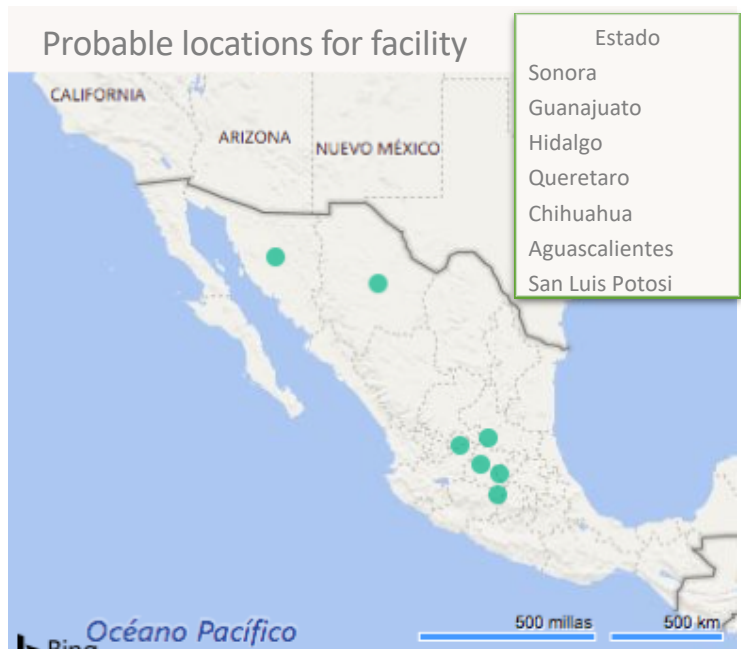 Probable locations for facility
Estado
Sonora
Guanajuato
Hidalgo
Queretaro
Chihuahua
Aguascalientes
San Luis Potosi
CALIFORNIA
ARIZONA
NUEVO MÉXICO
500 millas
500 km
Océano Pacífico
Bing